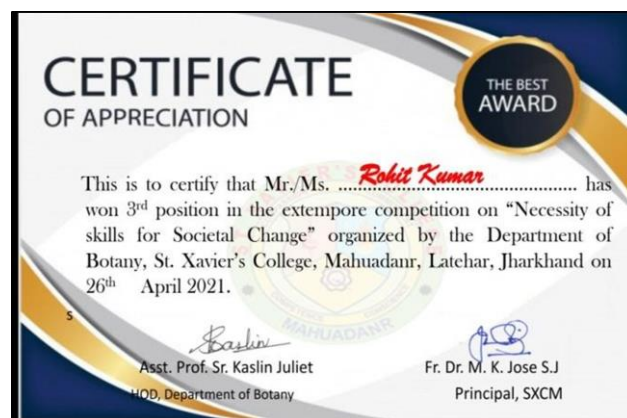 CERTIFICATE
OF APPRECIATION
THE BEST
AWARD
This is to certify that Mr./Ms. ....Rohit Kumar.................... has
won 3rd position in the extempore competition on “Necessity of
skills for Societal Change” organized by the Department of
Botany, St. Xavier’s College, Mahuadanr, Latehar, Jharkhand on
26th April 2021.
MAHUADANR
S
Kaslin
Asst. Prof. Sr. Kaslin Juliet
Fr. Dr. M. K. Jose S.J
HOD, Department of Botany
Principal, SXCM